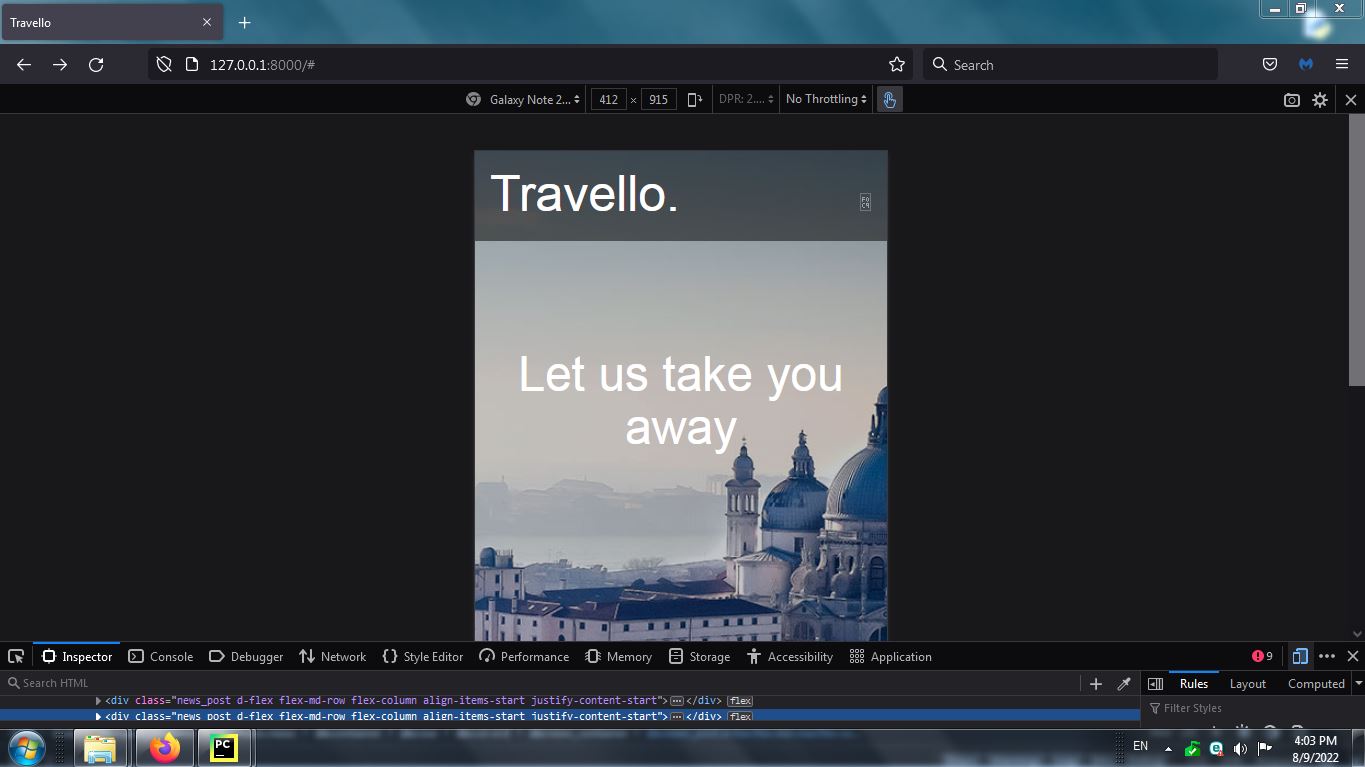 Travello
127.0.0.1:8000/#
Search
Galaxy Note 2... 412 × 915 DPR: 2.... No Throttling
Travello.
F0
C9
Let us take you
away
Inspector Console Debugger Network Style Editor Performance Memory Storage Accessibility Application 9
Search HTML
Rules Layout Computed
<div class="news_post d-flex flex-md-row flex-column align-items-start justify-content-start"></div> flex
<div class="news_post d-flex flex-md-row flex-column align-items-start justify-content-start"></div> flex
Filter Styles
PC
EN
4:03 PM
8/9/2022